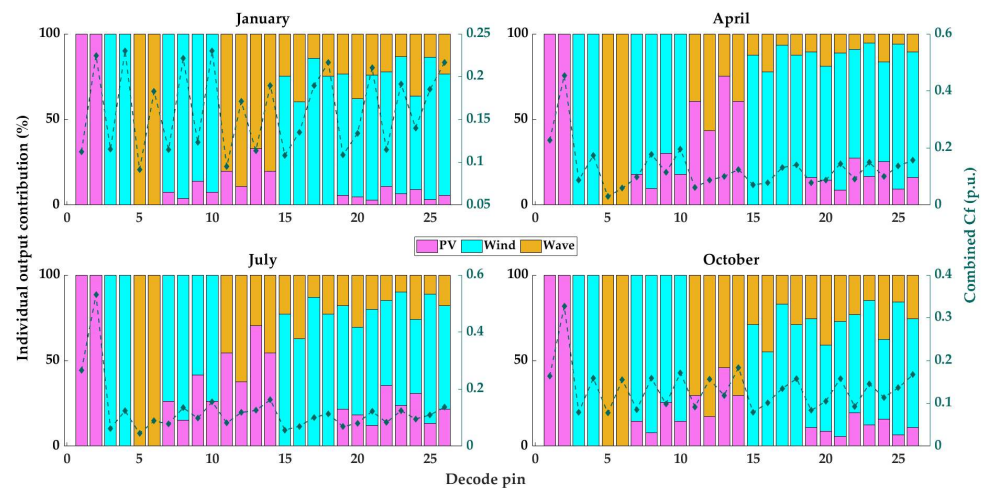 January
April
100
50
0
0.25
0.2
0.15
0.1
0.05
0 5 10 15 20 25
100
50
0
0.6
0.4
0.2
0
0 5 10 15 20 25
PV Wind Wave
July
October
100
50
0
0.6
0.4
0.2
0
0 5 10 15 20 25
100
50
0
0.4
0.3
0.2
0.1
0
0 5 10 15 20 25
Individual output contribution (%)
Combined Cf (p.u.)
Decode pin